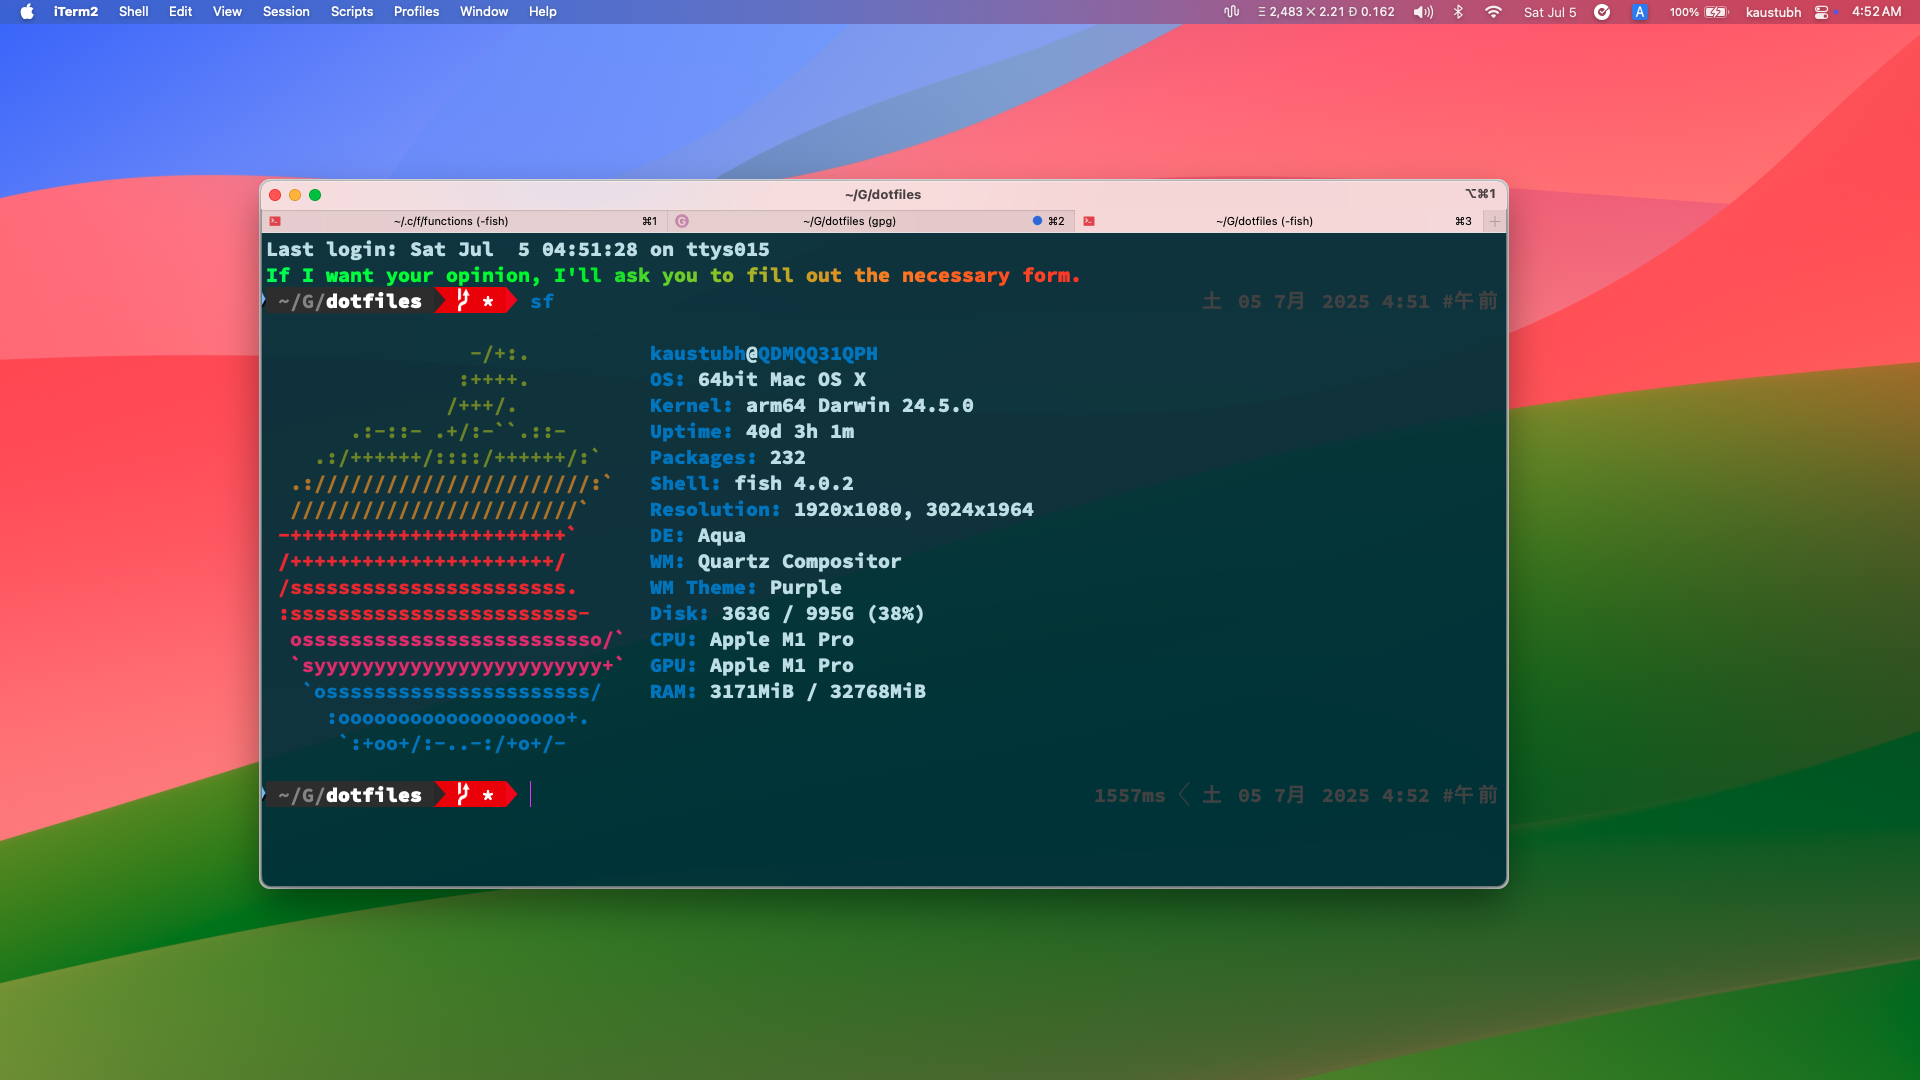 iTerm2 Shell Edit View Session Scripts Profiles Window Help Ξ 2,483 ✕ 2.21 Ð 0.162 Sat Jul 5 A 100% kaustubh 4:52 AM
~/G/dotfiles ⌥⌘1
~/.c/f/functions (-fish) ⌘1 G ~/G/dotfiles (gpg) ⌘2 ~/G/dotfiles (-fish) ⌘3 +
Last login: Sat Jul  5 04:51:28 on ttys015
If I want your opinion, I'll ask you to fill out the necessary form.
~/G/dotfiles * sf 土 05 7月 2025 4:51 #午前
-/+:. kaustubh@QDMQQ31QPH
:++++. OS: 64bit Mac OS X
/+++/. Kernel: arm64 Darwin 24.5.0
.:-::- .+/:-``.::- Uptime: 40d 3h 1m
.:/++++++/::::/++++++/:` Packages: 232
.:///////////////////////:` Shell: fish 4.0.2
////////////////////////` Resolution: 1920x1080, 3024x1964
-+++++++++++++++++++++++` DE: Aqua
/++++++++++++++++++++++/ WM: Quartz Compositor
/sssssssssssssssssssssss. WM Theme: Purple
:ssssssssssssssssssssssss- Disk: 363G / 995G (38%)
osssssssssssssssssssssssso/` CPU: Apple M1 Pro
`syyyyyyyyyyyyyyyyyyyyyyyy+` GPU: Apple M1 Pro
`ossssssssssssssssssssss/ RAM: 3171MiB / 32768MiB
:ooooooooooooooooooo+.
`:+oo+/:-..-:/+o+/-
~/G/dotfiles * 1557ms 土 05 7月 2025 4:52 #午前